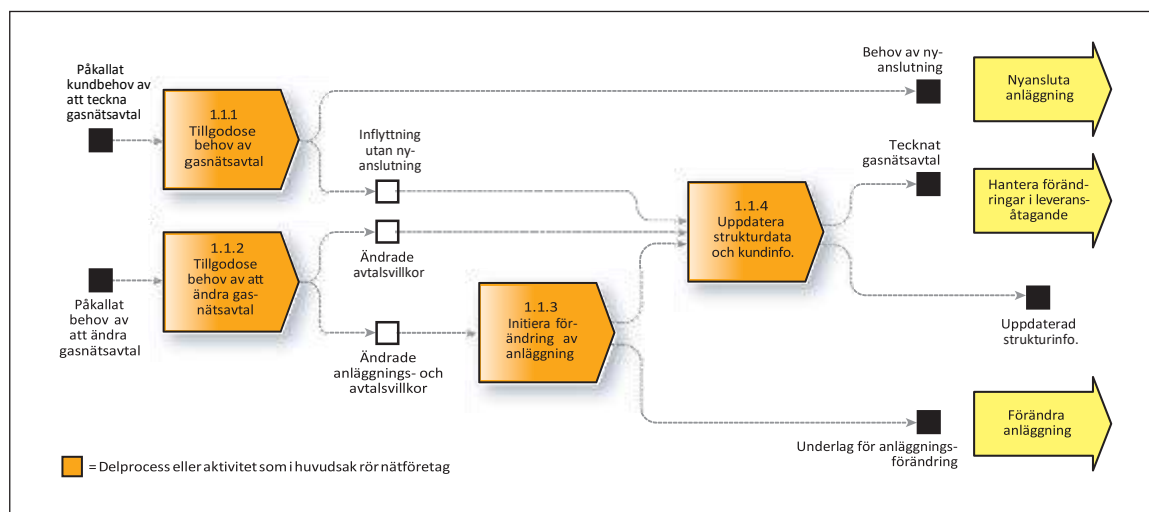 Påkallat
kundbehov av
att teckna
gasnätsavtal
1.1.1
Tillgodose
behov av
gasnätsavtal
Inflyttning
utan ny-
anslutning
Behov av ny-
anslutning
Nyansluta
anläggning
Tecknat
gasnätsavtal
Hantera föränd-
ringar i leverans-
åtagande
1.1.4
Uppdatera
strukturdata
och kundinfo.
1.1.2
Tillgodose
behov av att
ändra gas-
nätsavtal
Ändrade
avtalsvillkor
Påkallat
behov av
att ändra
gasnätsavtal
1.1.3
Initiera för-
ändring av
anläggning
Ändrade
anläggnings- och
avtalsvillkor
Uppdaterad
strukturinfo.
Förändra
anläggning
Underlag för anläggnings-
förändring
= Delprocess eller aktivitet som i huvudsak rör nätföretag